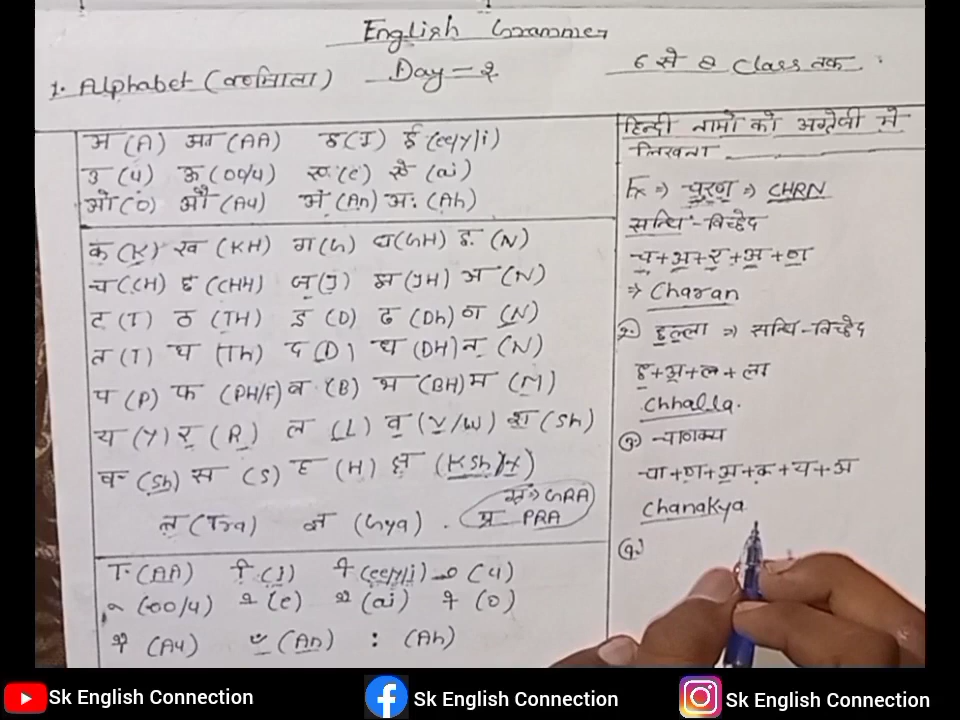 English Grammer
1. Alphabet (वर्णमाला) Day - 2 6 से 8 Class तक
अ (A) आ (AA) इ (I) ई (ee/y/i)
उ (u) ऊ (oo/u) ए (e) ऐ (ai)
ओ (o) औ (Au) अं (An) अः (Ah)
क (K) ख (KH) ग (G) घ (GH) ङ (N)
च (CH) छ (CHH) ज (J) झ (JH) ञ (N)
ट (T) ठ (TH) ड (D) ढ (Dh) ण (N)
त (T) थ (Th) द (D) ध (DH) न (N)
प (P) फ (PH/F) ब (B) भ (BH) म (M)
य (Y) र (R) ल (L) व (V/W) श (Sh)
ष (Sh) स (S) ह (H) क्ष (Ksh/X)
त्र (Tra) ज्ञ (Gya) .
GRA
प्र PRA
ा (AA) ि (i) ी (ee/y/i) ु (u)
ू (oo/u) े (e) ै (ai) ो (o)
ौ (Au) ं (An) : (Ah)
हिन्दी नामो को अंग्रेजी मे
लिखना
Ex ⇒ चरण ⇒ CHRN
सन्धि-विच्छेद
च+अ+र+अ+ण
⇒ Charan
2. छल्ला ⇒ सन्धि-विच्छेद
छ+अ+ल+ला
Chhalla.
3. चाणक्य
चा+ण+अ+क+य+अ
Chanakya
Sk English Connection Sk English Connection Sk English Connection